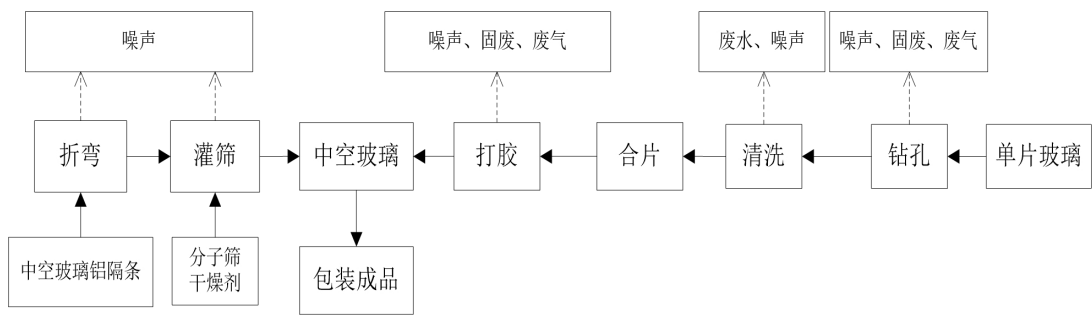 噪声
噪声、固废、废气
废水、噪声
噪声、固废、废气
折弯
灌筛
中空玻璃
打胶
合片
清洗
钻孔
单片玻璃
中空玻璃铝隔条
分子筛
干燥剂
包装成品